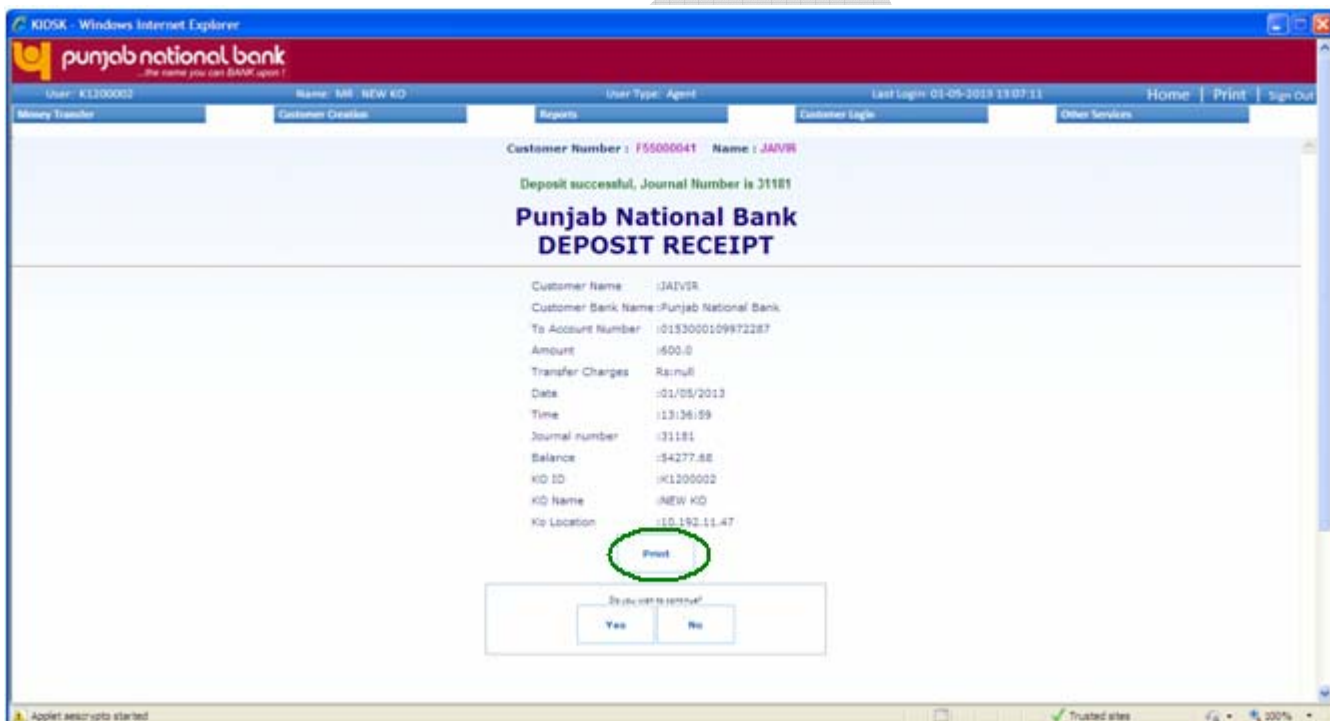 KIOSK - Windows Internet Explorer
punjab national bank
...the name you can BANK upon !
User: K1200002 Name: MR . NEW KO User Type: Agent Last Login: 01-05-2013 13:07:11 Home | Print | Sign Out
Money Transfer Customer Creation Reports Customer Login Other Services
Customer Number : F55000041 Name : JAIVIR
Deposit successful, Journal Number is 31181
Punjab National Bank
DEPOSIT RECEIPT
Customer Name :JAIVIR
Customer Bank Name :Punjab National Bank
To Account Number :0153000109972287
Amount :600.0
Transfer Charges Rs:null
Date :01/05/2013
Time :13:36:59
Journal number :31181
Balance :54277.68
KO ID :K1200002
KO Name :NEW KO
Ko Location :10.192.11.47
Print
Do you wish to continue?
Yes No
Applet aescrypto started Trusted sites 100%